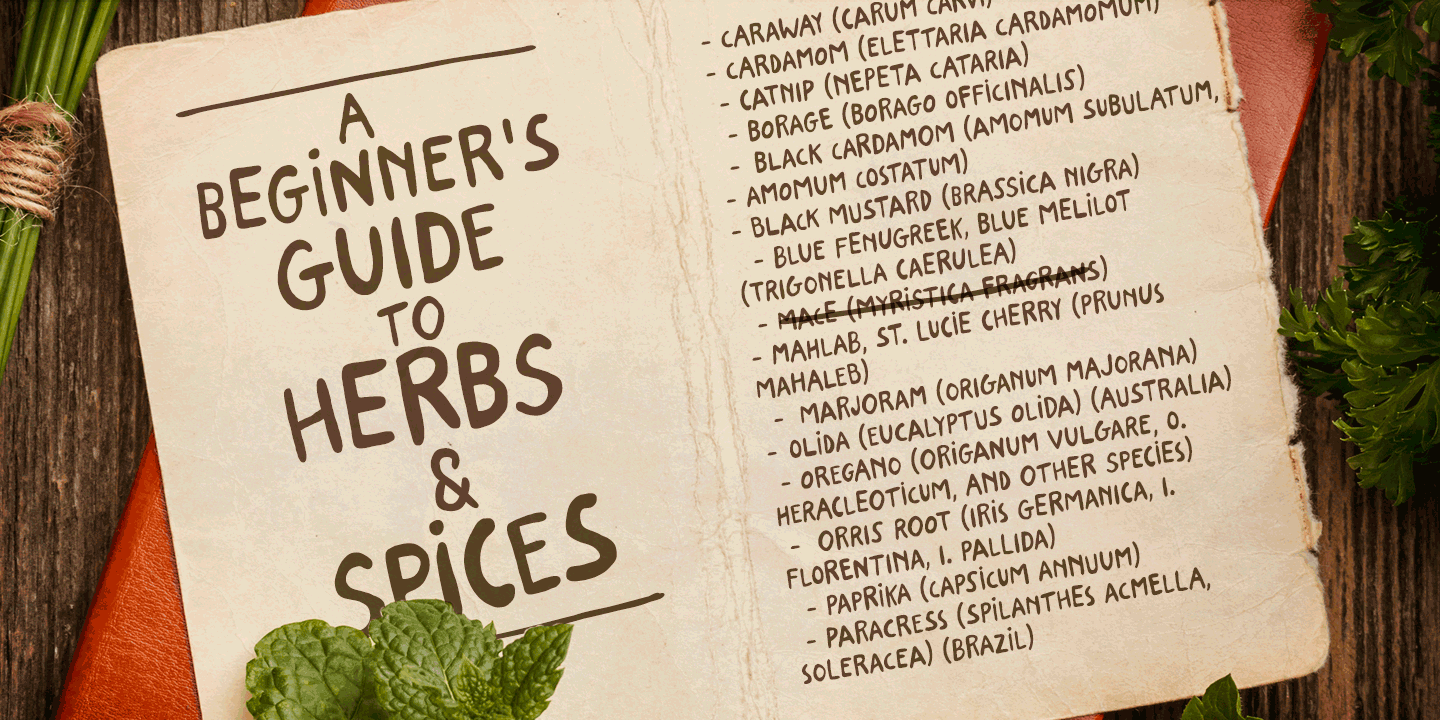 A
BEGINNER'S
GUIDE
TO
HERBS
&
SPICES
- CARAWAY (CARUM CARVI)
- CARDAMOM (ELETTARIA CARDAMOMUM)
- CATNIP (NEPETA CATARIA)
- BORAGE (BORAGO OFFICINALIS)
- BLACK CARDAMOM (AMOMUM SUBULATUM,
- AMOMUM COSTATUM)
- BLACK MUSTARD (BRASSICA NIGRA)
- BLUE FENUGREEK, BLUE MELILOT
(TRIGONELLA CAERULEA)
- MACE (MYRISTICA FRAGRANS)
- MAHLAB, ST. LUCIE CHERRY (PRUNUS
MAHALEB)
- MARJORAM (ORIGANUM MAJORANA)
- OLIDA (EUCALYPTUS OLIDA) (AUSTRALIA)
- OREGANO (ORIGANUM VULGARE, O.
HERACLEOTICUM, AND OTHER SPECIES)
- ORRIS ROOT (IRIS GERMANICA, I.
FLORENTINA, I. PALLIDA)
- PAPRIKA (CAPSICUM ANNUUM)
- PARACRESS (SPILANTHES ACMELLA,
SOLERACEA) (BRAZIL)